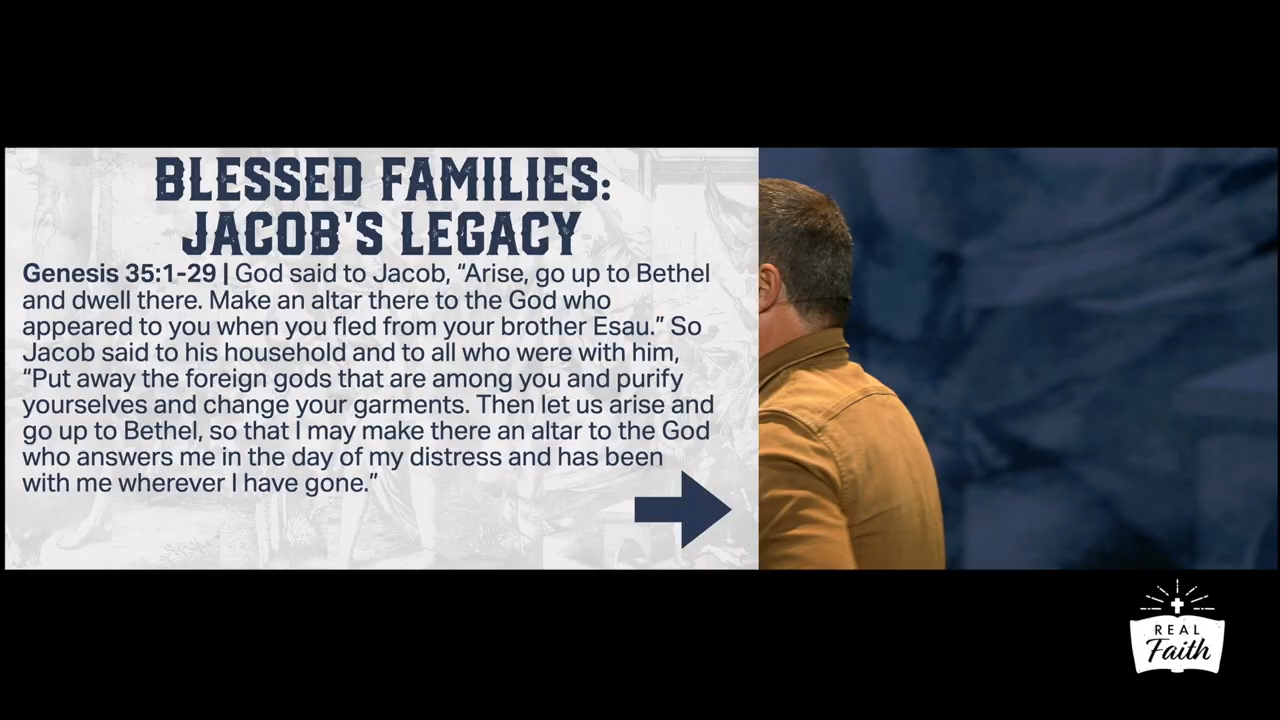 BLESSED FAMILIES:
JACOB'S LEGACY
Genesis 35:1-29 | God said to Jacob, “Arise, go up to Bethel
and dwell there. Make an altar there to the God who
appeared to you when you fled from your brother Esau.” So
Jacob said to his household and to all who were with him,
“Put away the foreign gods that are among you and purify
yourselves and change your garments. Then let us arise and
go up to Bethel, so that I may make there an altar to the God
who answers me in the day of my distress and has been
with me wherever I have gone.”
REAL
Faith